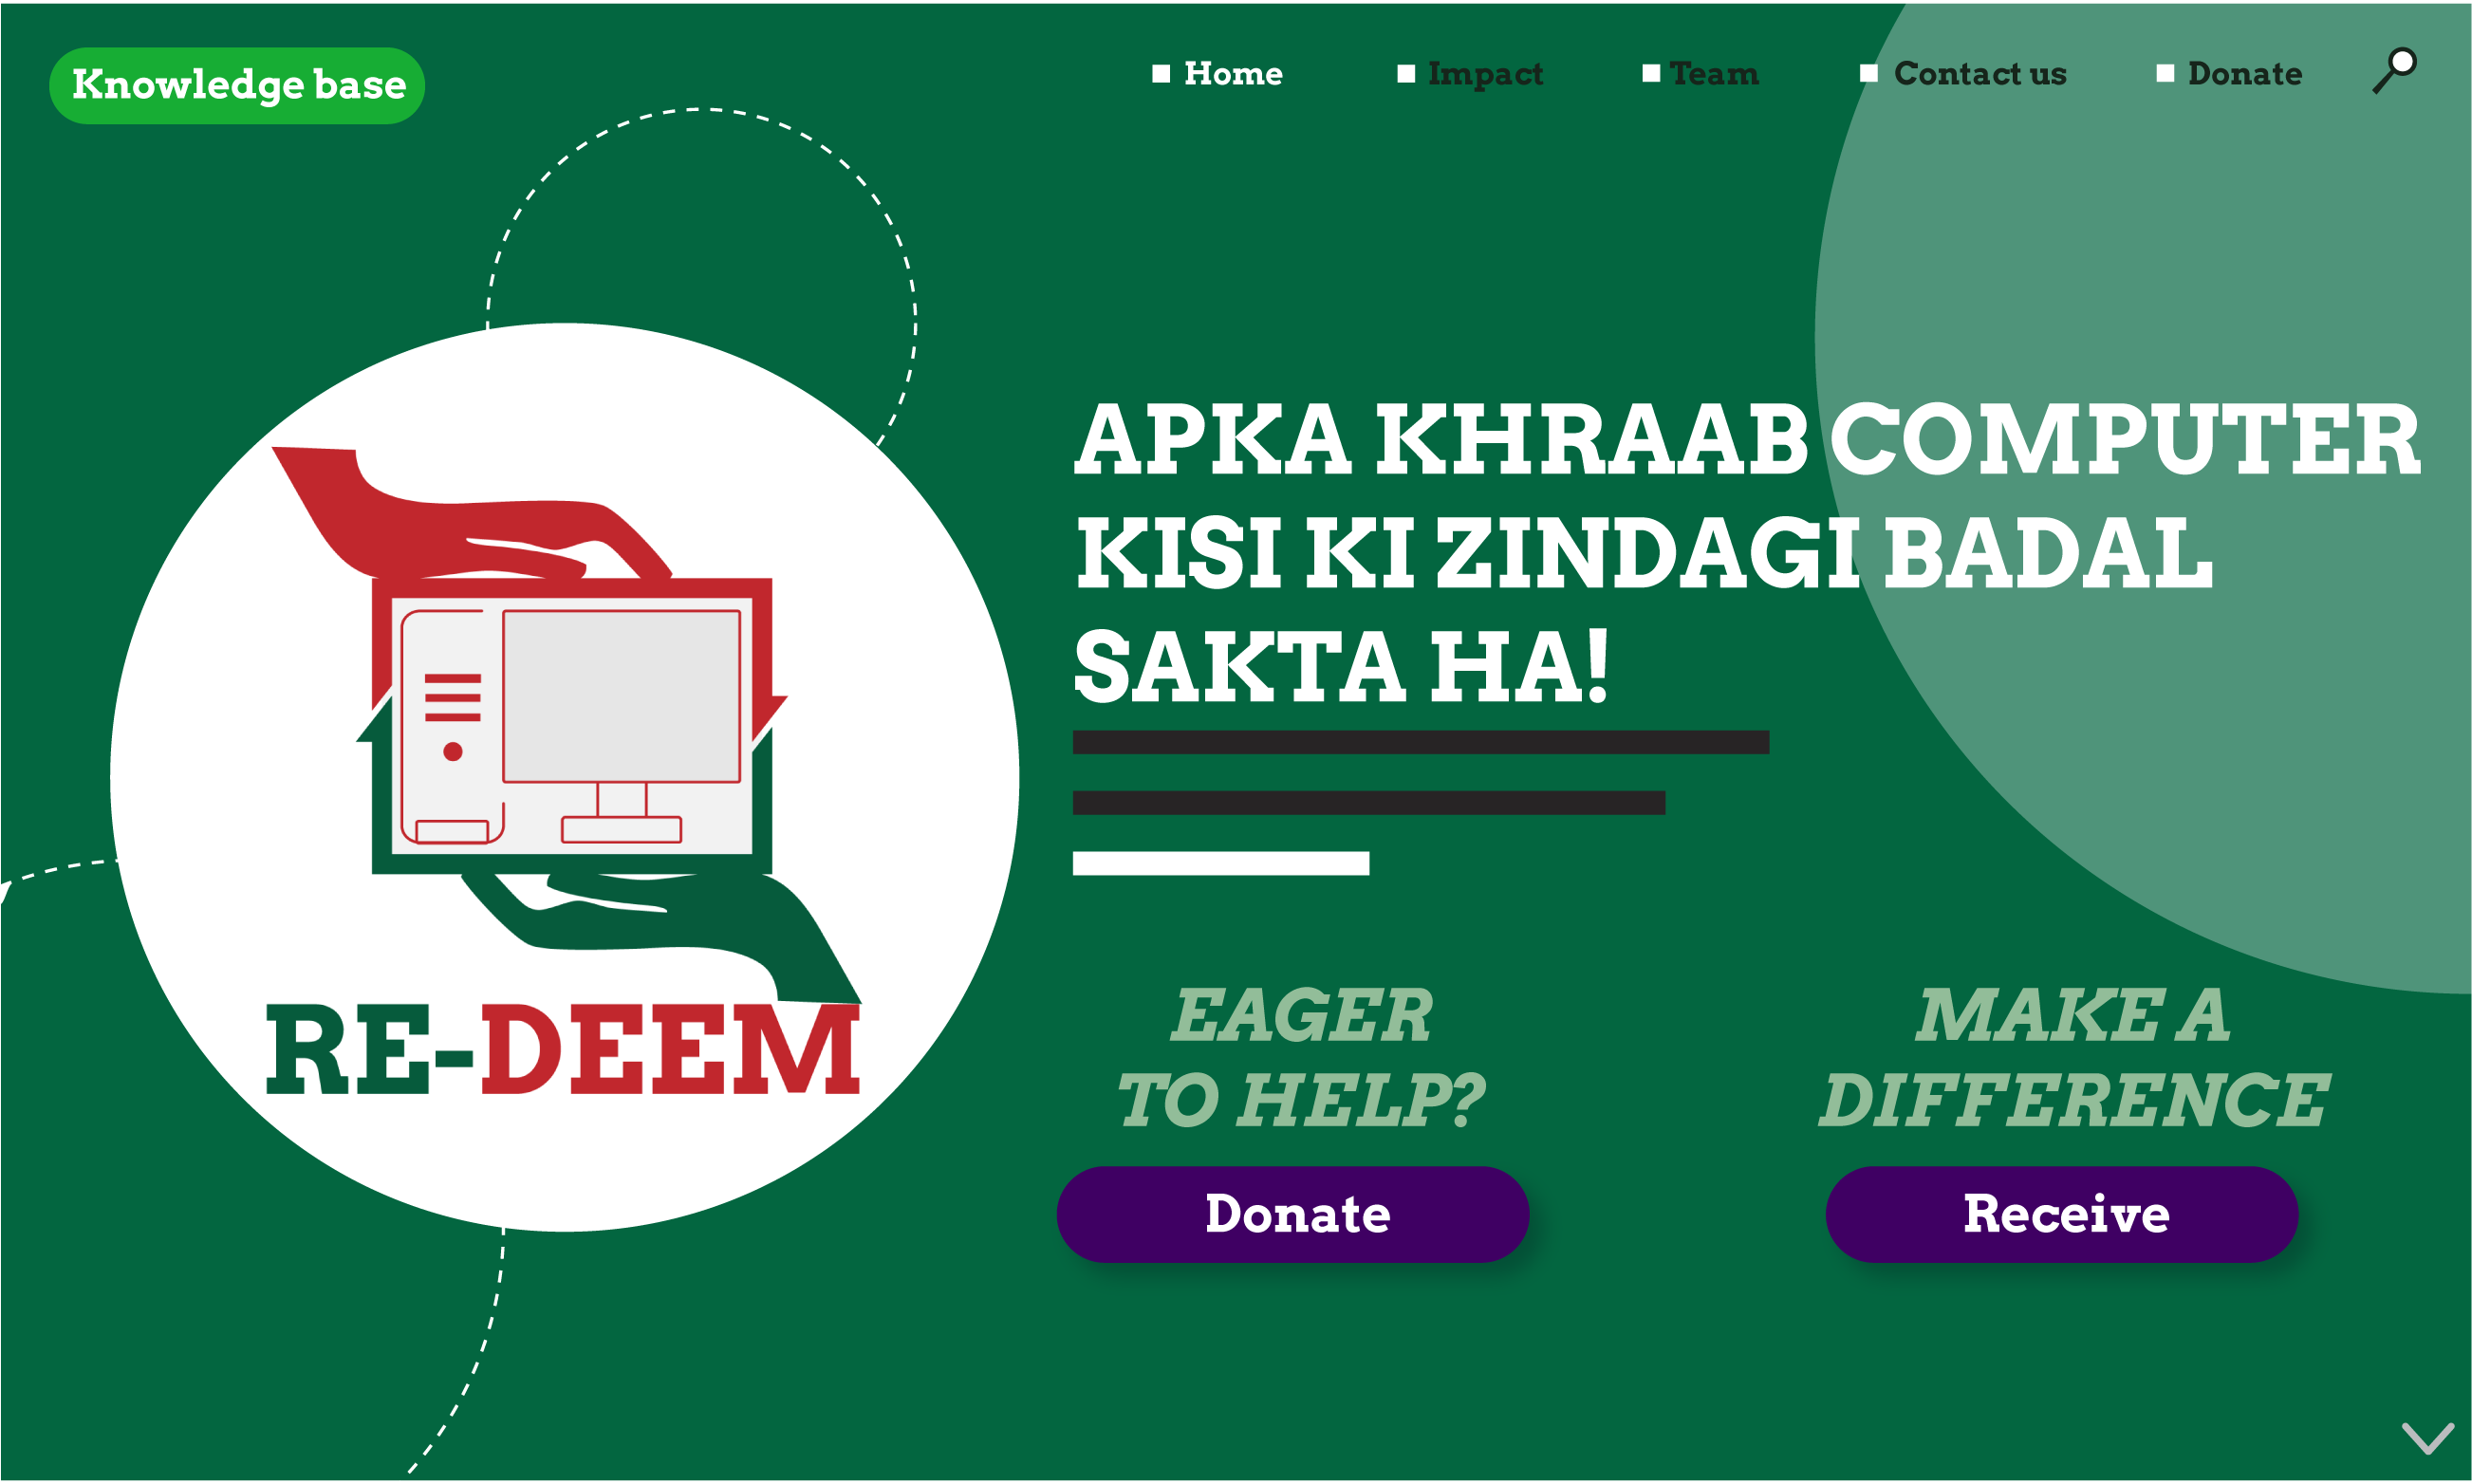 Knowledge base
Home
Impact
Team
Contact us
Donate
APKA KHRAAB COMPUTER
KISI KI ZINDAGI BADAL
SAKTA HA!
RE-DEEM
EAGER
TO HELP?
Donate
MAKE A
DIFFERENCE
Receive